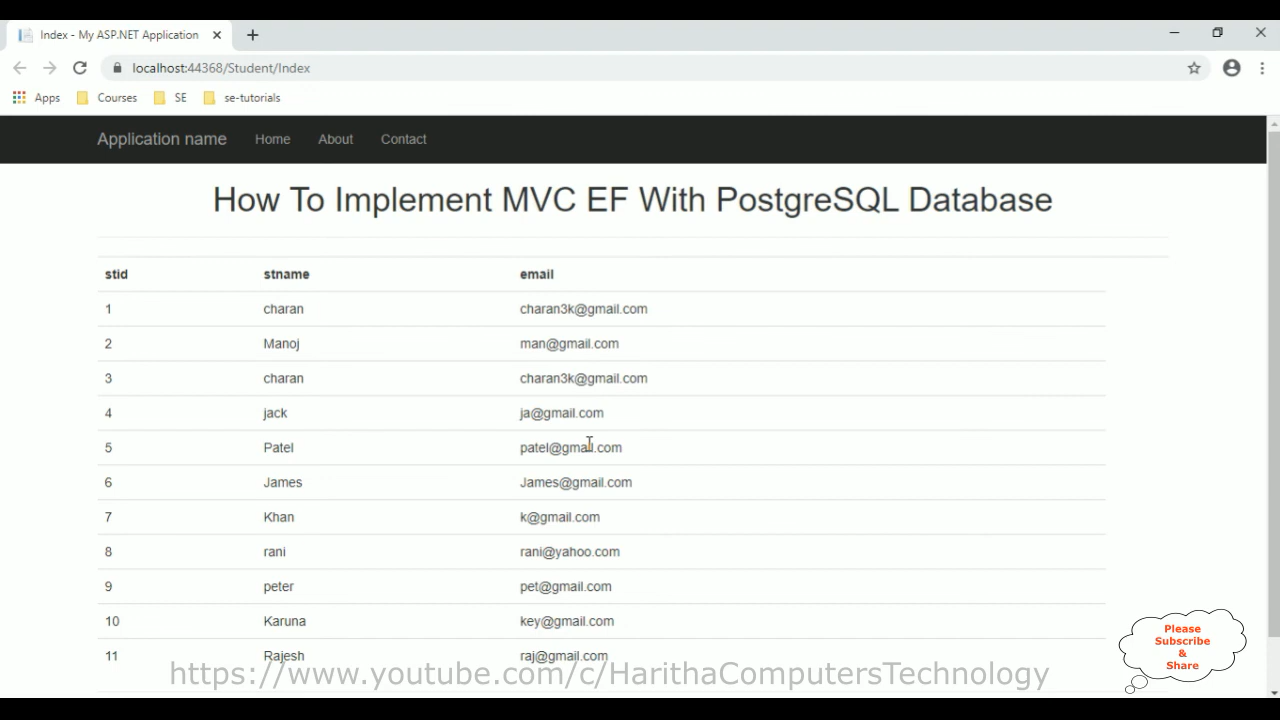 Index - My ASP.NET Application
localhost:44368/Student/Index
Apps Courses SE se-tutorials
Application name Home About Contact
How To Implement MVC EF With PostgreSQL Database
stid stname email
1 charan charan3k@gmail.com
2 Manoj man@gmail.com
3 charan charan3k@gmail.com
4 jack ja@gmail.com
5 Patel patel@gmail.com
6 James James@gmail.com
7 Khan k@gmail.com
8 rani rani@yahoo.com
9 peter pet@gmail.com
10 Karuna key@gmail.com
11 Rajesh raj@gmail.com
https://www.youtube.com/c/HarithaComputersTechnology
Please
Subscribe
&
Share